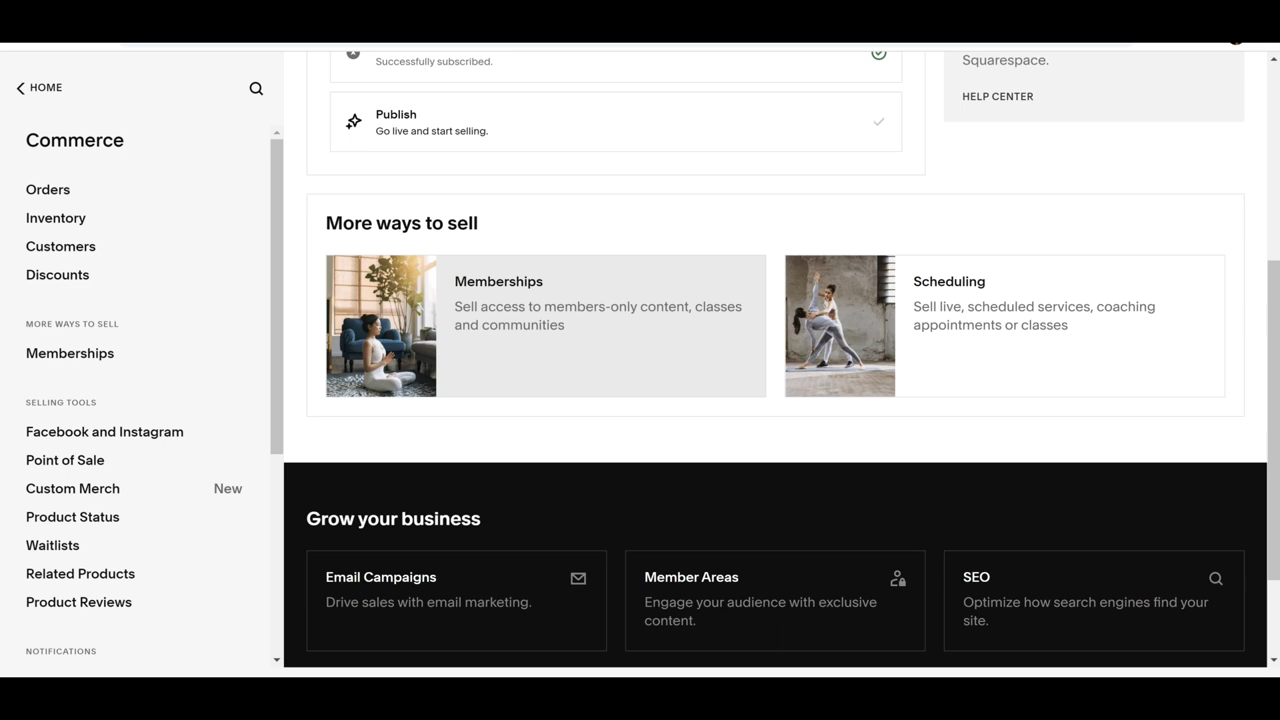 HOME
Commerce
Orders
Inventory
Customers
Discounts
MORE WAYS TO SELL
Memberships
SELLING TOOLS
Facebook and Instagram
Point of Sale
Custom Merch New
Product Status
Waitlists
Related Products
Product Reviews
NOTIFICATIONS
Successfully subscribed.
Publish
Go live and start selling.
Squarespace.
HELP CENTER
More ways to sell
Memberships
Sell access to members-only content, classes
and communities
Scheduling
Sell live, scheduled services, coaching
appointments or classes
Grow your business
Email Campaigns
Drive sales with email marketing.
Member Areas
Engage your audience with exclusive
content.
SEO
Optimize how search engines find your
site.